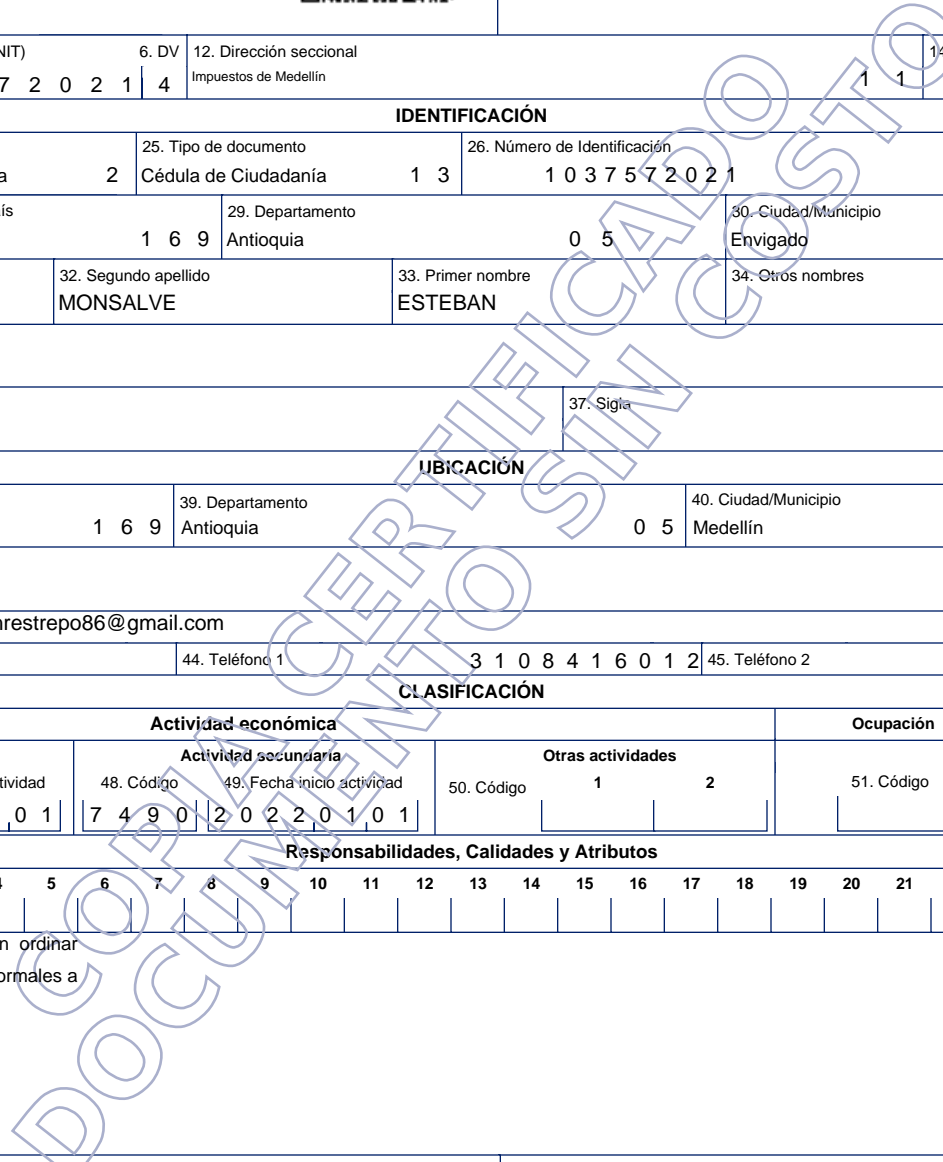 NIT) 6. DV 12. Dirección seccional 14
7 2 0 2 1 4 Impuestos de Medellín 1 1
IDENTIFICACIÓN
25. Tipo de documento 26. Número de Identificación
a 2 Cédula de Ciudadanía 1 3 1 0 3 7 5 7 2 0 2 1
ís 29. Departamento 30. Ciudad/Municipio
1 6 9 Antioquia 0 5 Envigado
32. Segundo apellido 33. Primer nombre 34. Otros nombres
MONSALVE ESTEBAN
37. Sigla
UBICACIÓN
39. Departamento 40. Ciudad/Municipio
1 6 9 Antioquia 0 5 Medellín
nrestrepo86@gmail.com
44. Teléfono 1 3 1 0 8 4 1 6 0 1 2 45. Teléfono 2
CLASIFICACIÓN
Actividad económica Ocupación
Actividad secundaria Otras actividades
tividad 48. Código 49. Fecha inicio actividad 50. Código 1 2 51. Código
0 1 7 4 9 0 2 0 2 2 0 1 0 1
Responsabilidades, Calidades y Atributos
4 5 6 7 8 9 10 11 12 13 14 15 16 17 18 19 20 21
n ordinar
ormales a
COPIA CERTIFICADO
DOCUMENTO SIN COSTO